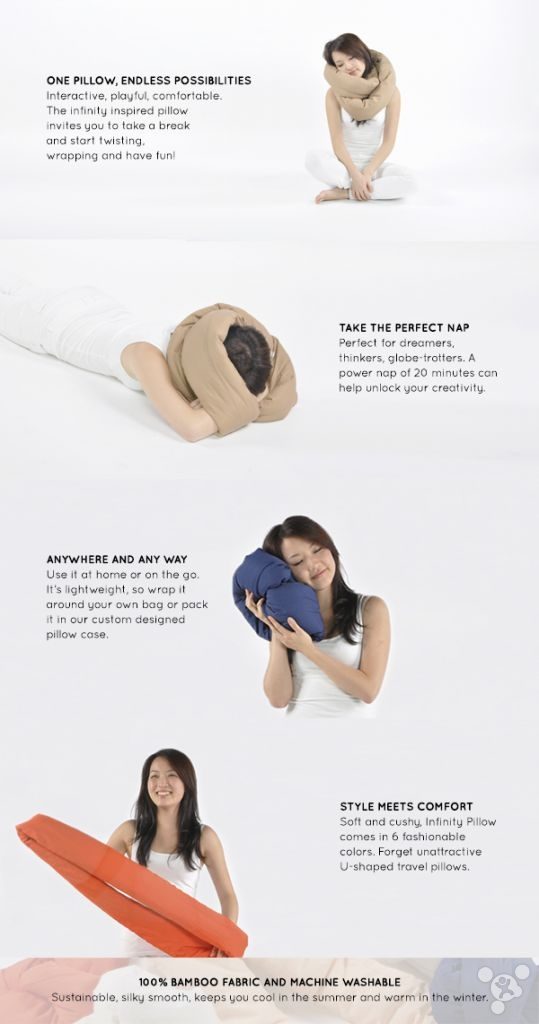 ONE PILLOW, ENDLESS POSSIBILITIES
Interactive, playful, comfortable.
The infinity inspired pillow
invites you to take a break
and start twisting,
wrapping and have fun!
TAKE THE PERFECT NAP
Perfect for dreamers,
thinkers, globe-trotters. A
power nap of 20 minutes can
help unlock your creativity.
ANYWHERE AND ANY WAY
Use it at home or on the go.
It's lightweight, so wrap it
around your own bag or pack
it in our custom designed
pillow case.
STYLE MEETS COMFORT
Soft and cushy, Infinity Pillow
comes in 6 fashionable
colors. Forget unattractive
U-shaped travel pillows.
100% BAMBOO FABRIC AND MACHINE WASHABLE
Sustainable, silky smooth, keeps you cool in the summer and warm in the winter.